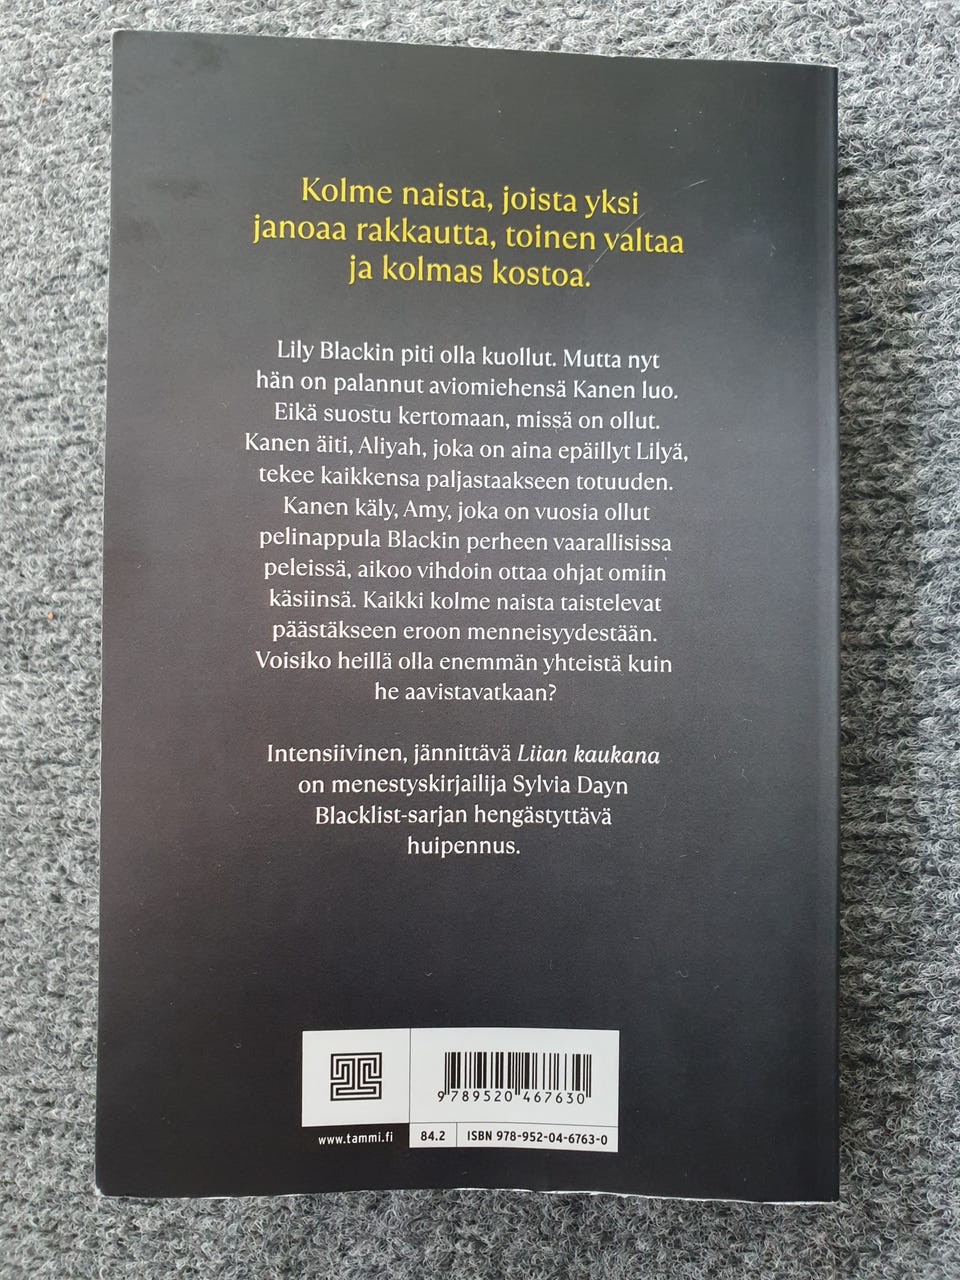 Kolme naista, joista yksi
janoaa rakkautta, toinen valtaa
ja kolmas kostoa.
Lily Blackin piti olla kuollut. Mutta nyt
hän on palannut aviomiehensä Kanen luo.
Eikä suostu kertomaan, missä on ollut.
Kanen äiti, Aliyah, joka on aina epäillyt Lilyä,
tekee kaikkensa paljastaakseen totuuden.
Kanen käly, Amy, joka on vuosia ollut
pelinappula Blackin perheen vaarallisissa
peleissä, aikoo vihdoin ottaa ohjat omiin
käsiinsä. Kaikki kolme naista taistelevat
päästäkseen eroon menneisyydestään.
Voisiko heillä olla enemmän yhteistä kuin
he aavistavatkaan?
Intensiivinen, jännittävä Liian kaukana
on menestyskirjailija Sylvia Dayn
Blacklist-sarjan hengästyttävä
huipennus.
9 789520 467630
www.tammi.fi 84.2 ISBN 978-952-04-6763-0